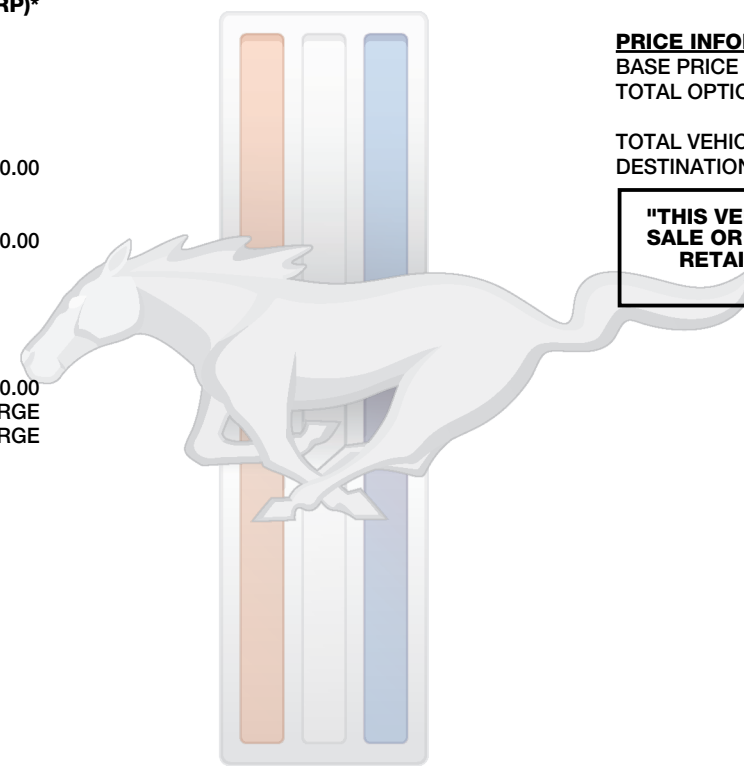 RP)*
0.00
0.00
0.00
RGE
RGE
PRICE INFO
BASE PRICE
TOTAL OPTIO
TOTAL VEHIC
DESTINATION
"THIS VE
SALE OR
RETAI